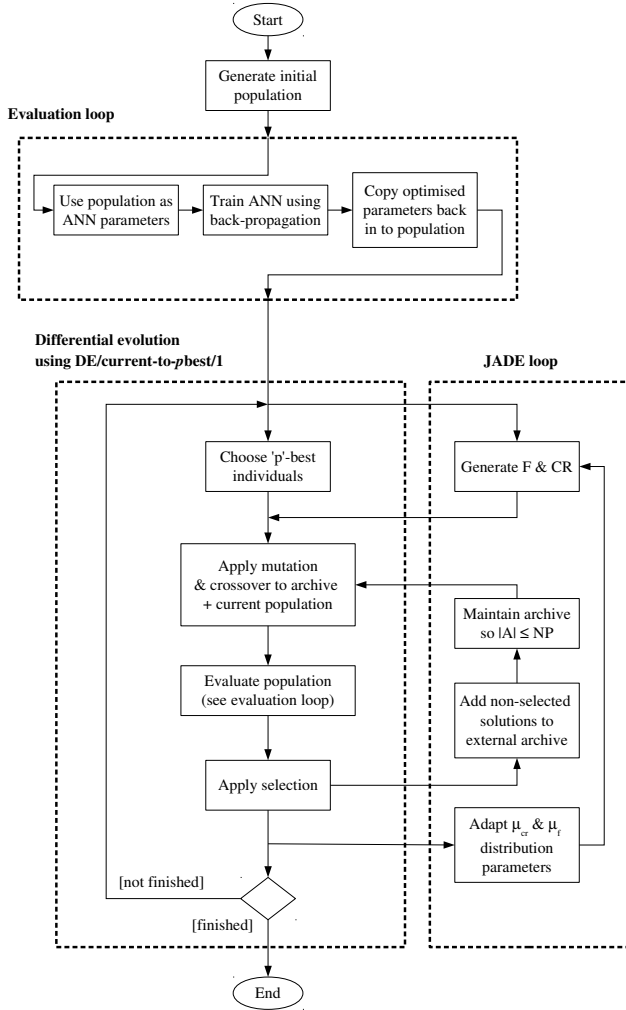 Start
Generate initial
population
Evaluation loop
Use population as
ANN parameters
Train ANN using
back-propagation
Copy optimised
parameters back
in to population
Differential evolution
using DE/current-to-pbest/1
JADE loop
Choose 'p'-best
individuals
Generate F & CR
Apply mutation
& crossover to archive
+ current population
Maintain archive
so |A| ≤ NP
Evaluate population
(see evaluation loop)
Add non-selected
solutions to
external archive
Apply selection
Adapt μcr & μf
distribution
parameters
[not finished]
[finished]
End